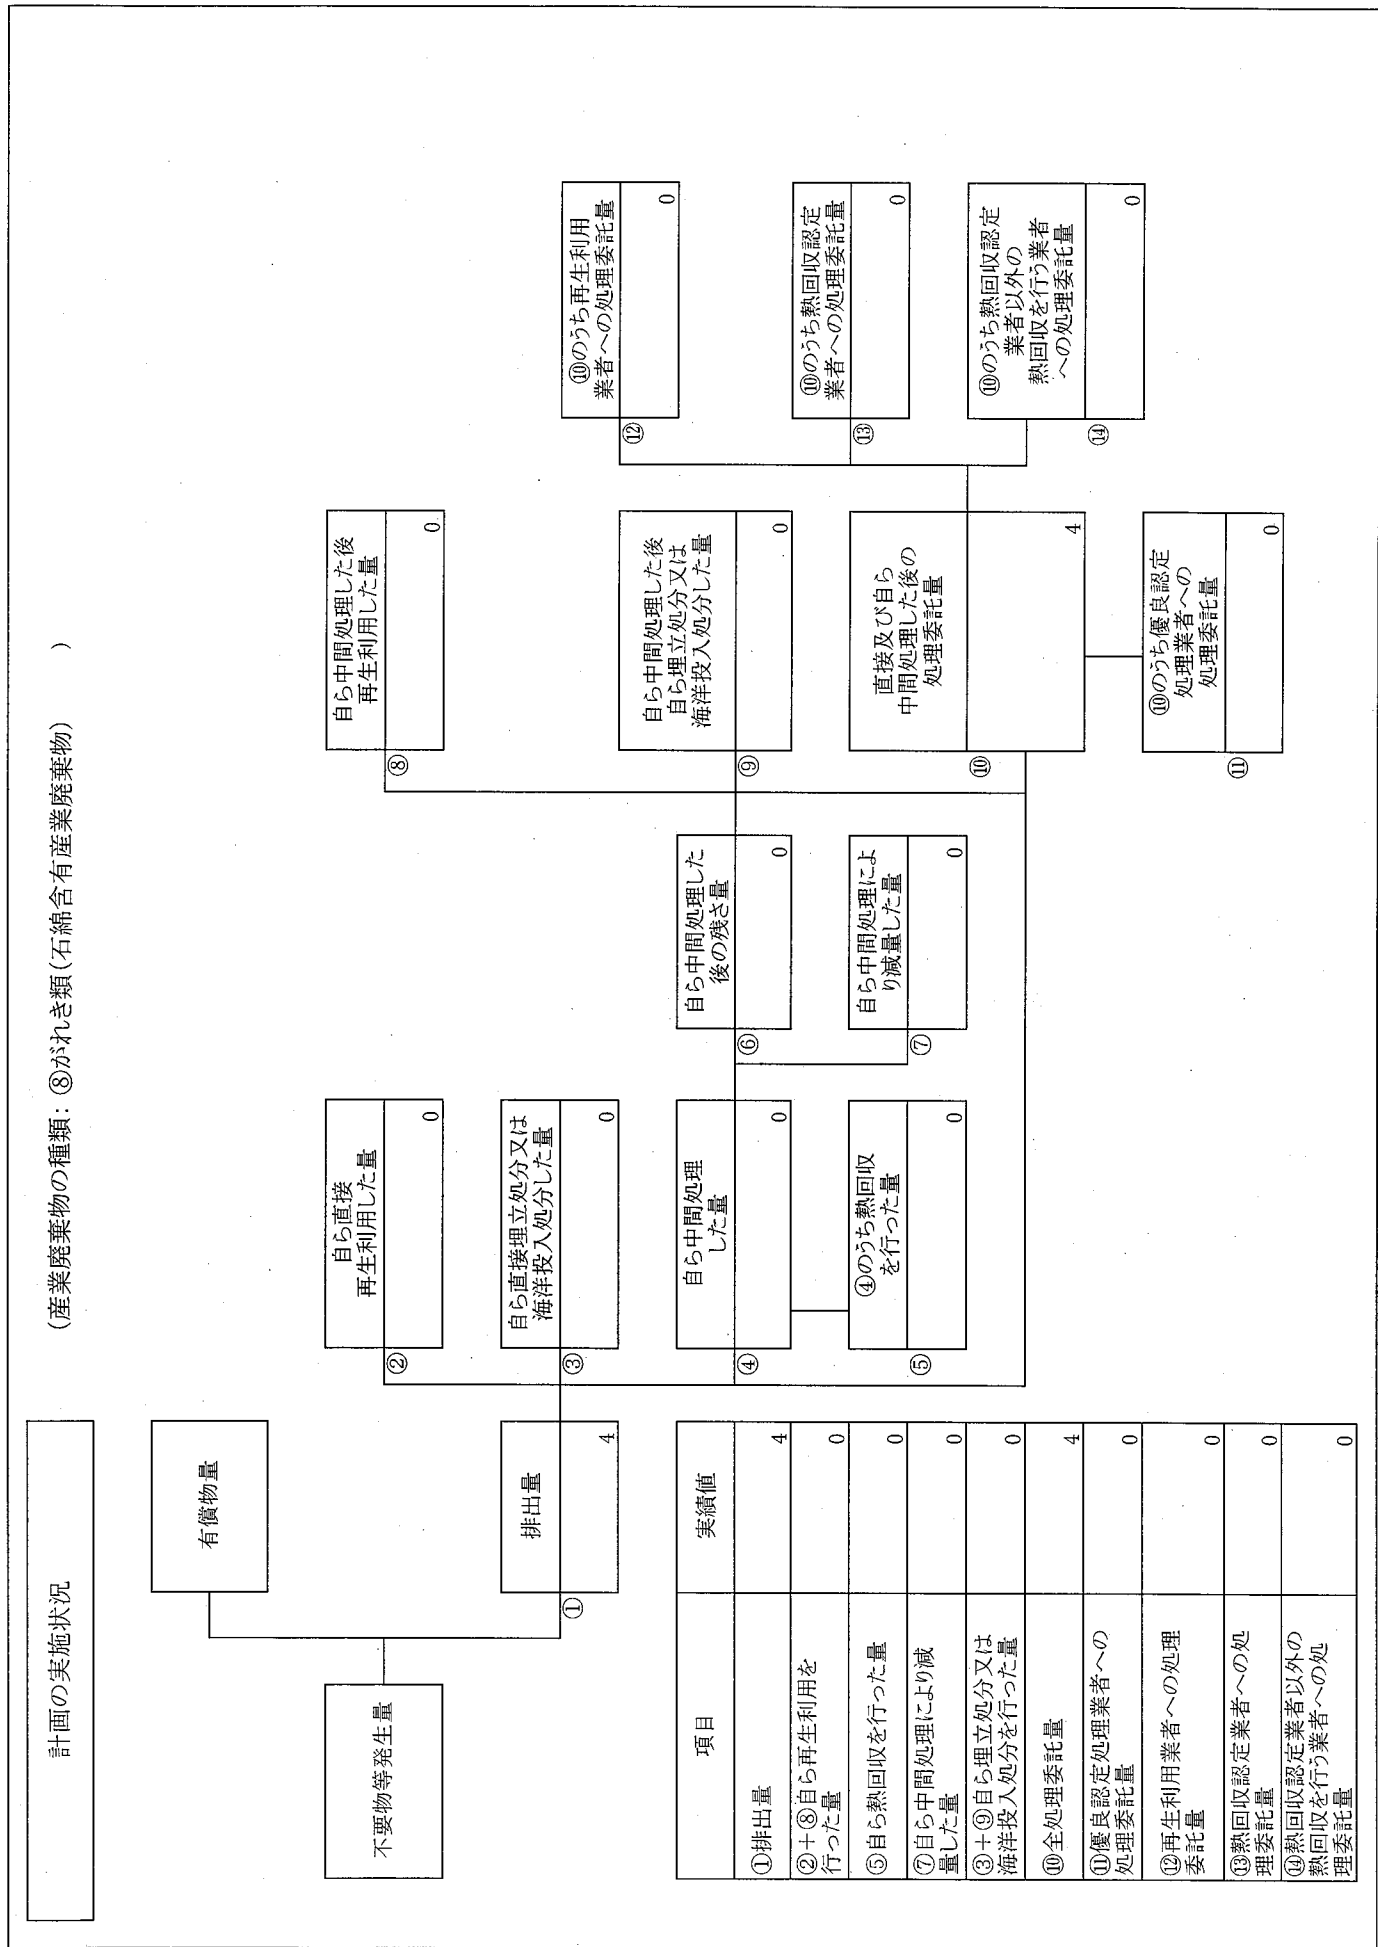 計画の実施状況
(産業廃棄物の種類:⑧がれき類(石綿含有産業廃棄物) )
不要物等発生量
有償物量
①
排出量
4
②
自ら直接
再生利用した量
0
③
自ら直接埋立処分又は
海洋投入処分した量
0
④
自ら中間処理
した量
0
⑤
④のうち熱回収
を行った量
0
⑥
自ら中間処理した
後の残さ量
0
⑦
自ら中間処理によ
り減量した量
0
⑧
自ら中間処理した後
再生利用した量
0
⑨
自ら中間処理した後
自ら埋立処分又は
海洋投入処分した量
0
⑩
直接及び自ら
中間処理した後の
処理委託量
4
⑪
⑩のうち優良認定
処理業者への
処理委託量
0
⑫
⑩のうち再生利用
業者への処理委託量
0
⑬
⑩のうち熱回収認定
業者への処理委託量
0
⑭
⑩のうち熱回収認定
業者以外の
熱回収を行う業者
への処理委託量
0
項目 実績値
①排出量 4
②+⑧自ら再生利用を
行った量 0
⑤自ら熱回収を行った量 0
⑦自ら中間処理により減
量した量 0
③+⑨自ら埋立処分又は
海洋投入処分を行った量 0
⑩全処理委託量 4
⑪優良認定処理業者への
処理委託量 0
⑫再生利用業者への処理
委託量 0
⑬熱回収認定業者への処
理委託量 0
⑭熱回収認定業者以外の
熱回収を行う業者への処
理委託量 0